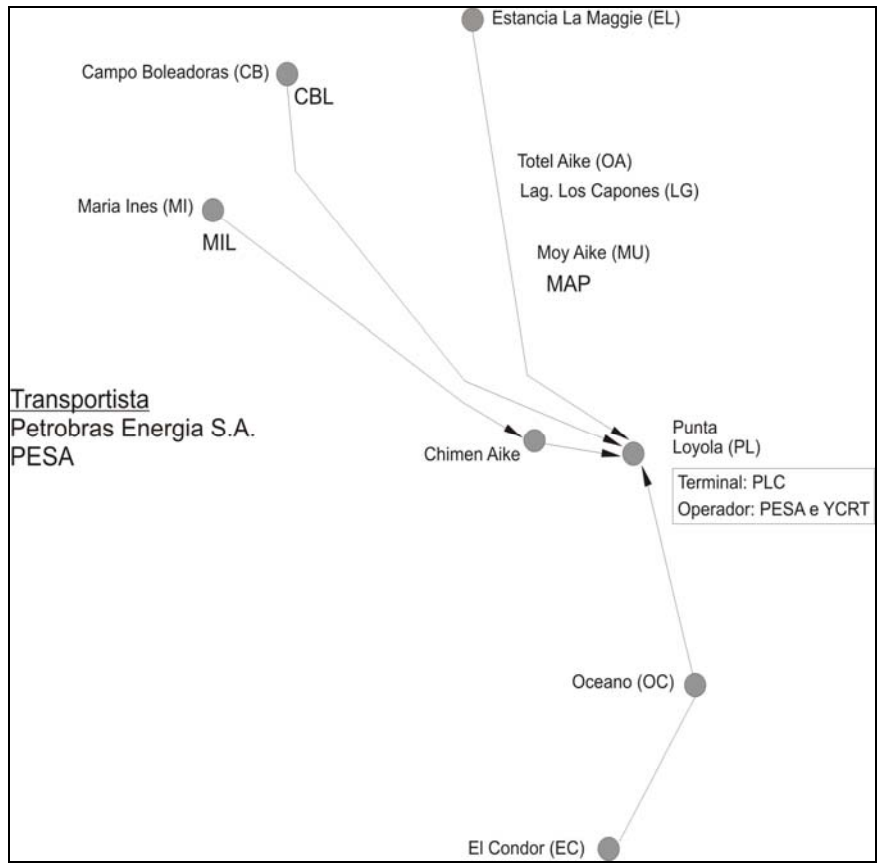 Estancia La Maggie (EL)
Campo Boleadoras (CB)
CBL
Totel Aike (OA)
Lag. Los Capones (LG)
Maria Ines (MI)
MIL
Moy Aike (MU)
MAP
Transportista
Petrobras Energia S.A.
PESA
Chimen Aike
Punta
Loyola (PL)
Terminal: PLC
Operador: PESA e YCRT
Oceano (OC)
El Condor (EC)